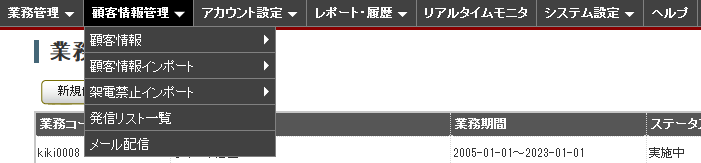 業務管理 顧客情報管理 アカウント設定 レポート・履歴 リアルタイムモニタ システム設定 ヘルプ
業務
顧客情報
顧客情報インポート
新規
架電禁止インポート
発信リスト一覧
業務コー 業務期間 ステータ
メール配信
kiki0008 2005-01-01～2023-01-01 実施中